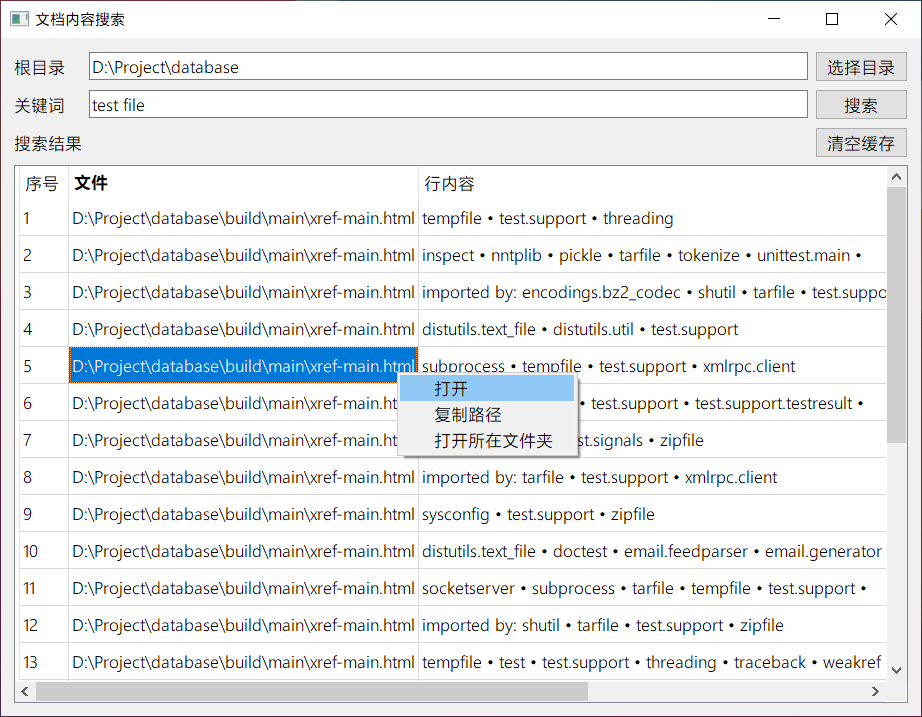 文档内容搜索
根目录 D:\Project\database 选择目录
关键词 test file 搜索
搜索结果 清空缓存
序号 文件 行内容
1 D:\Project\database\build\main\xref-main.html tempfile • test.support • threading
2 D:\Project\database\build\main\xref-main.html inspect • nntplib • pickle • tarfile • tokenize • unittest.main •
3 D:\Project\database\build\main\xref-main.html imported by: encodings.bz2_codec • shutil • tarfile • test.suppo
4 D:\Project\database\build\main\xref-main.html distutils.text_file • distutils.util • test.support
5 D:\Project\database\build\main\xref-main.html subprocess • tempfile • test.support • xmlrpc.client
打开
6 D:\Project\database\build\main\xref-main.ht • test.support • test.support.testresult •
复制路径
7 D:\Project\database\build\main\xref-main.ht st.signals • zipfile
打开所在文件夹
8 D:\Project\database\build\main\xref-main.html imported by: tarfile • test.support • xmlrpc.client
9 D:\Project\database\build\main\xref-main.html sysconfig • test.support • zipfile
10 D:\Project\database\build\main\xref-main.html distutils.text_file • doctest • email.feedparser • email.generator
11 D:\Project\database\build\main\xref-main.html socketserver • subprocess • tarfile • tempfile • test.support •
12 D:\Project\database\build\main\xref-main.html imported by: shutil • tarfile • test.support • zipfile
13 D:\Project\database\build\main\xref-main.html tempfile • test • test.support • threading • traceback • weakref